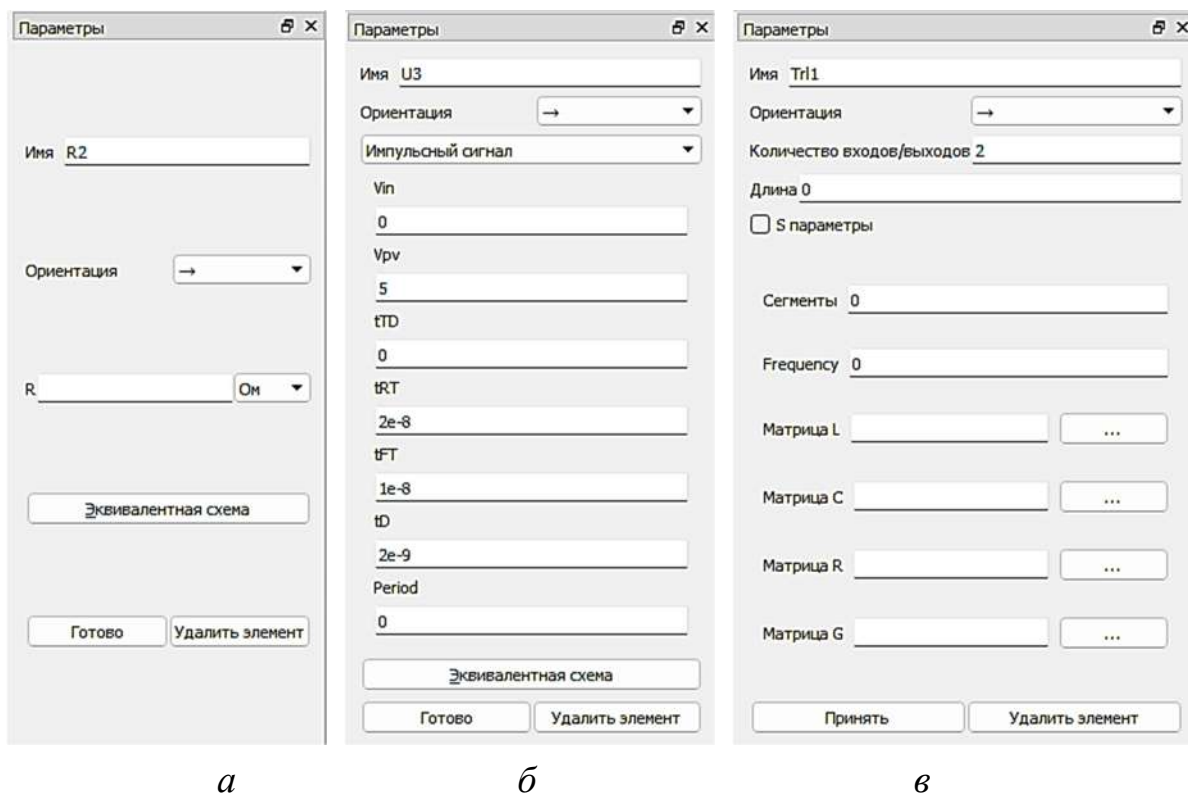 Параметры
Имя R2
Ориентация →
R Ом
Эквивалентная схема
Готово Удалить элемент
Параметры
Имя U3
Ориентация →
Импульсный сигнал
Vin
0
Vpv
5
tTD
0
tRT
2e-8
tFT
1e-8
tD
2e-9
Period
0
Эквивалентная схема
Готово Удалить элемент
Параметры
Имя Trl1
Ориентация →
Количество входов/выходов 2
Длина 0
S параметры
Сегменты 0
Frequency 0
Матрица L ...
Матрица C ...
Матрица R ...
Матрица G ...
Принять Удалить элемент
а б в